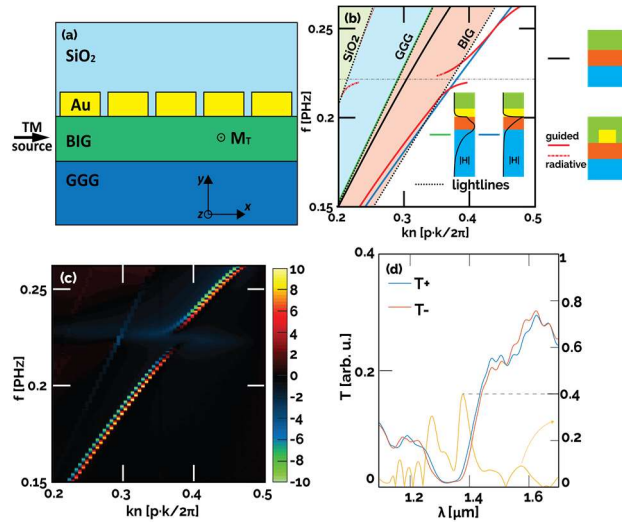 (a)
SiO₂
Au
TM
source
BIG
M_T
GGG
y
z
x
(b)
f (PHz)
0.25
0.2
0.15
SiO₂
GGG
BIG
|H|
|H|
lightlines
0.2
0.3
0.4
0.5
kn [p·k/2π]
guided
radiative
(c)
f (PHz)
0.25
0.2
0.15
0.2
0.3
0.4
0.5
kn [p·k/2π]
10
8
6
4
2
0
-2
-4
-6
-8
-10
(d)
T+
T-
T [arb. u.]
0.4
0.2
0
1
0.8
0.6
0.4
0.2
0
1.2
1.4
1.6
λ [μm]